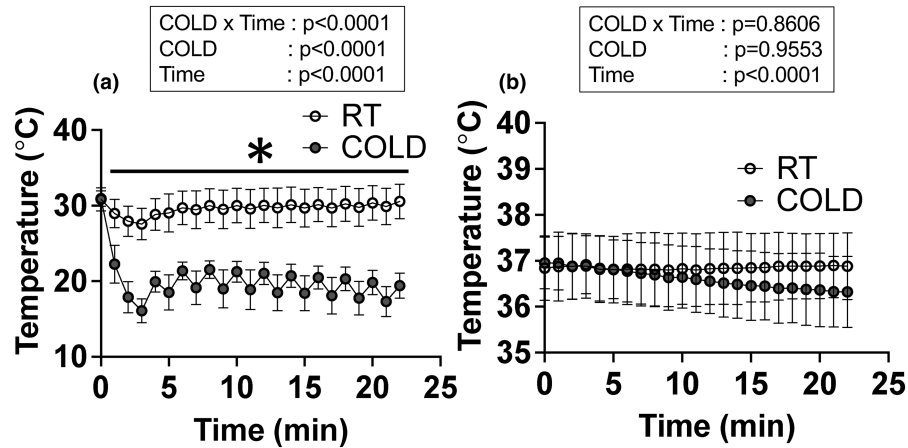 COLD x Time : p<0.0001
COLD : p<0.0001
Time : p<0.0001
(a)
RT
COLD
*
40
30
20
10
0 5 10 15 20 25
Temperature (°C)
Time (min)
COLD x Time : p=0.8606
COLD : p=0.9553
Time : p<0.0001
(b)
RT
COLD
40
39
38
37
36
35
0 5 10 15 20 25
Temperature (°C)
Time (min)